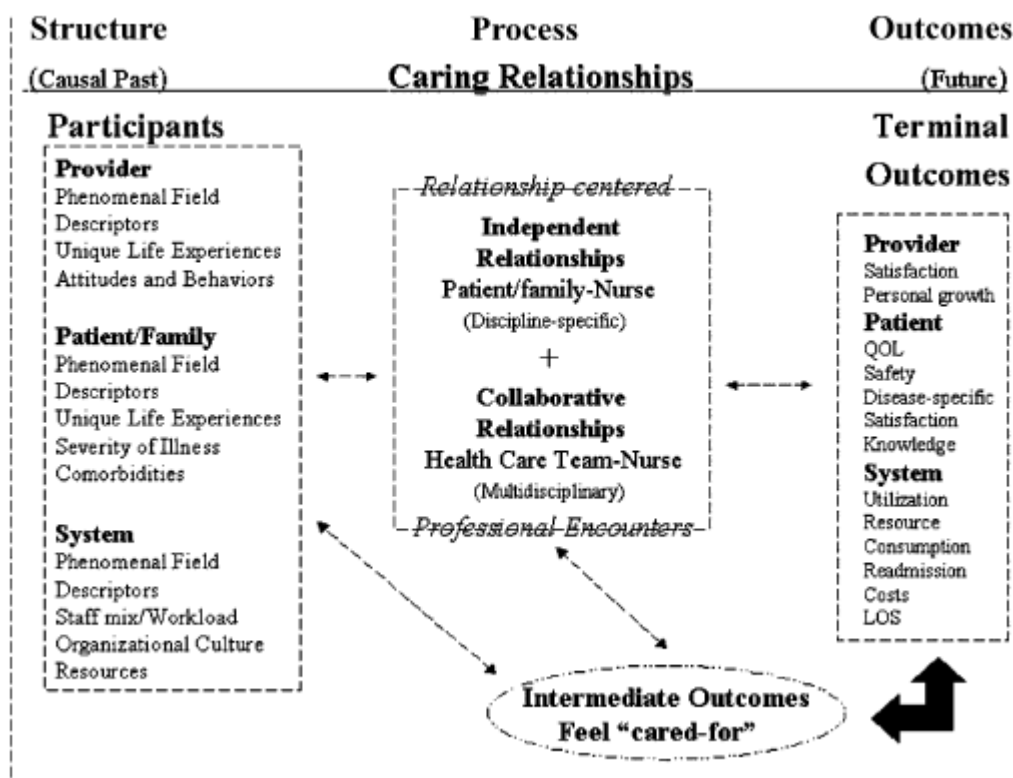 Structure
Process
Outcomes
(Causal Past)
Caring Relationships
(Future)
Participants
Provider
Phenomenal Field
Descriptors
Unique Life Experiences
Attitudes and Behaviors
Patient/Family
Phenomenal Field
Descriptors
Unique Life Experiences
Severity of Illness
Comorbidities
System
Phenomenal Field
Descriptors
Staff mix/Workload
Organizational Culture
Resources
Relationship centered
Independent
Relationships
Patient/family-Nurse
(Discipline-specific)
+
Collaborative
Relationships
Health Care Team-Nurse
(Multidisciplinary)
Professional Encounters
Terminal
Outcomes
Provider
Satisfaction
Personal growth
Patient
QOL
Safety
Disease-specific
Satisfaction
Knowledge
System
Utilization
Resource
Consumption
Readmission
Costs
LOS
Intermediate Outcomes
Feel “cared-for”